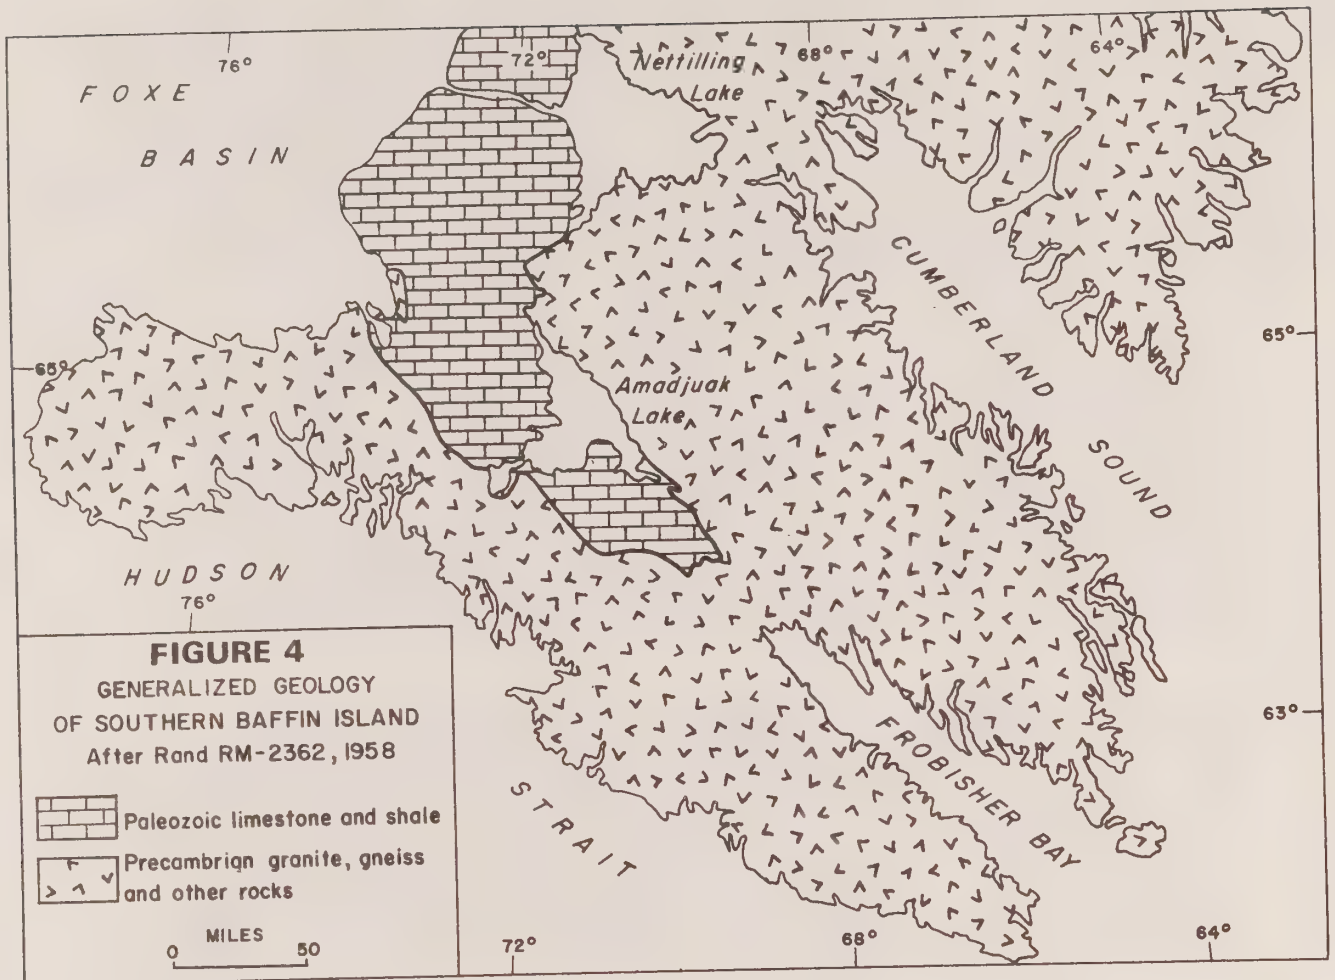 76°
72°
68°
64°
FOXE
BASIN
Nettilling
Lake
CUMBERLAND
SOUND
65°
65°
Amadjuak
Lake
HUDSON
STRAIT
76°
FROBISHER BAY
63°
FIGURE 4
GENERALIZED GEOLOGY
OF SOUTHERN BAFFIN ISLAND
After Rand RM-2362, 1958
Paleozoic limestone and shale
Precambrian granite, gneiss
and other rocks
MILES
0 50
72°
68°
64°